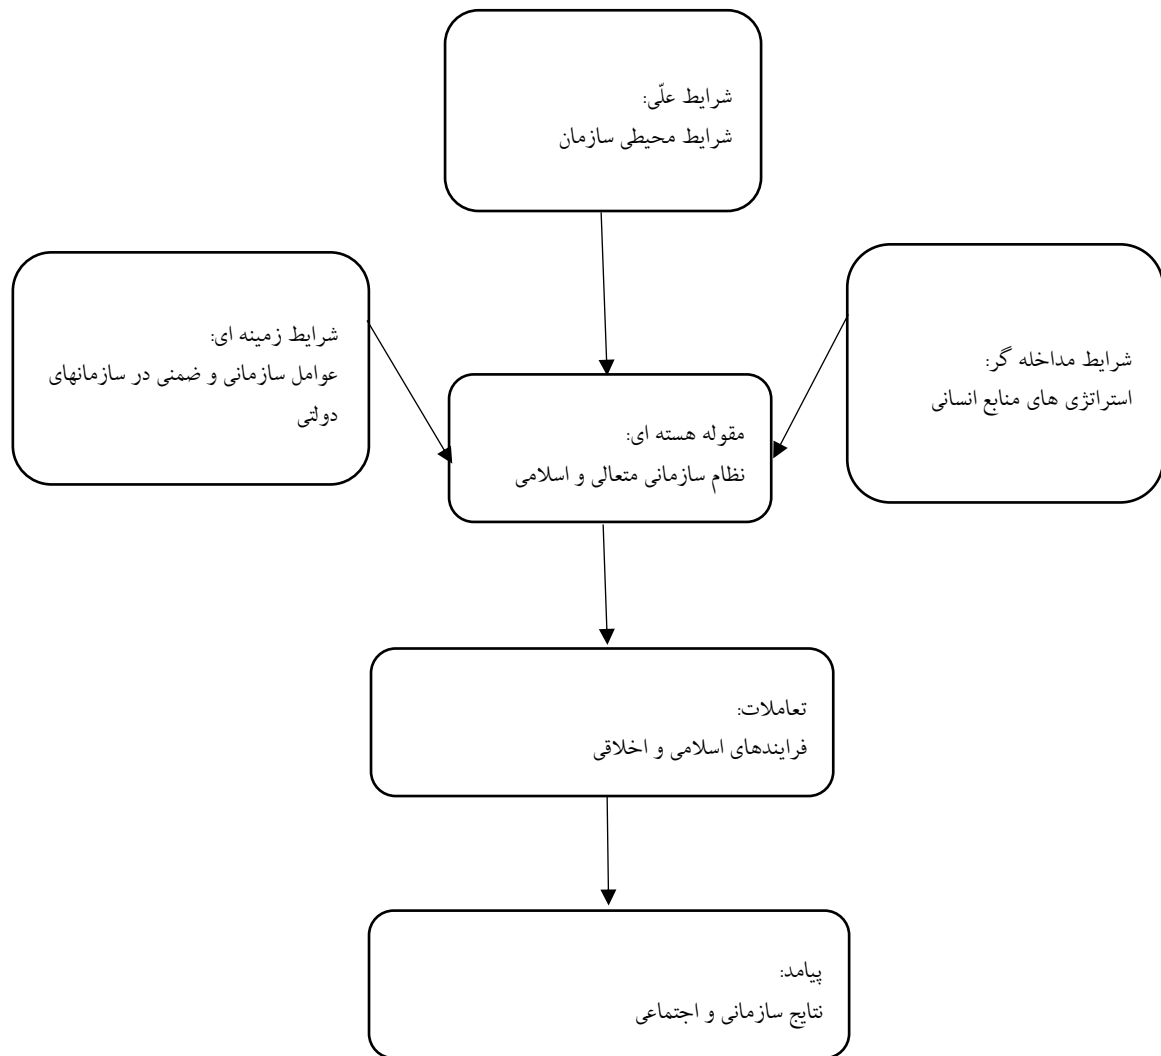 شرایط علّی:
شرایط محیطی سازمان
شرایط مداخله گر:
استراتژی های منابع انسانی
شرایط زمینه ای:
عوامل سازمانی و ضمنی در سازمانهای
دولتی
مقوله هسته ای:
نظام سازمانی متعالی و اسلامی
تعاملات:
فرایندهای اسلامی و اخلاقی
پیامد:
نتایج سازمانی و اجتماعی